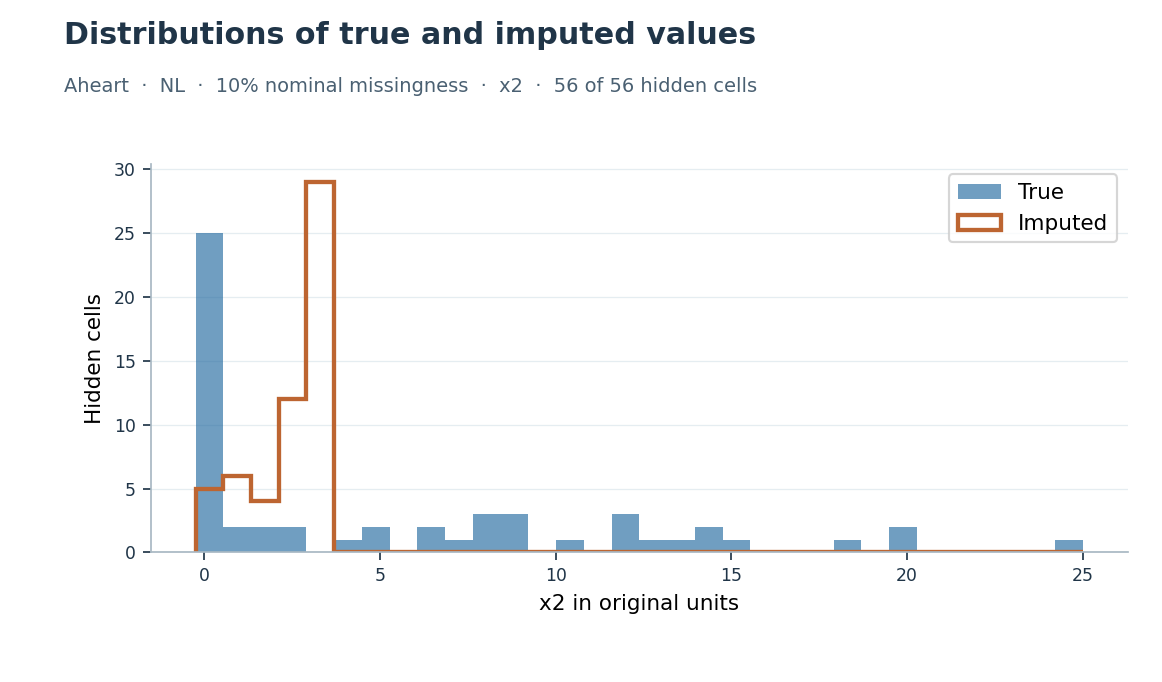 Distributions of true and imputed values
Aheart · NL · 10% nominal missingness · x2 · 56 of 56 hidden cells
30
25
20
15
10
5
0
Hidden cells
True
Imputed
0 5 10 15 20 25
x2 in original units